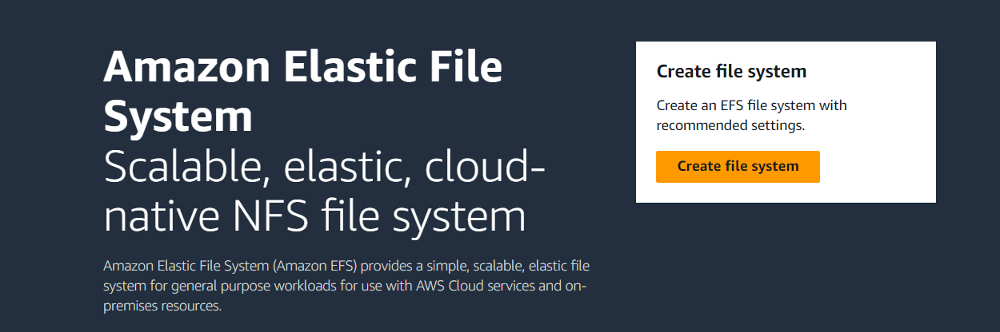 Amazon Elastic File
System
Scalable, elastic, cloud-
native NFS file system
Amazon Elastic File System (Amazon EFS) provides a simple, scalable, elastic file
system for general purpose workloads for use with AWS Cloud services and on-
premises resources.
Create file system
Create an EFS file system with
recommended settings.
Create file system